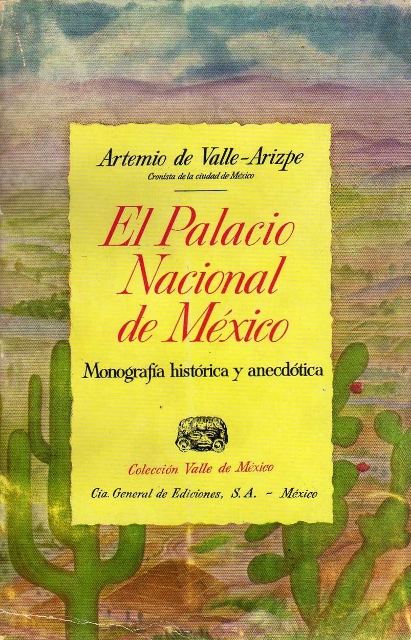 Artemio de Valle-Arizpe
Cronista de la ciudad de México
El Palacio
Nacional
de México
Monografía histórica y anecdótica
Colección Valle de México
Cía. General de Ediciones, S.A. - México